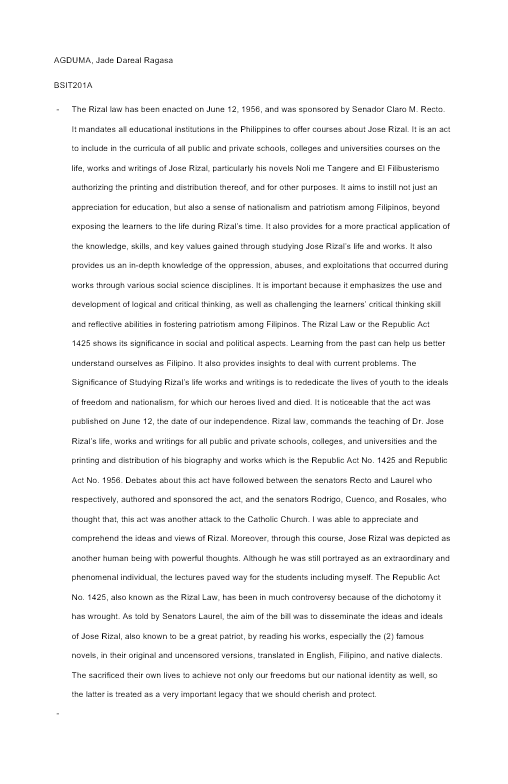 AGDUMA, Jade Dareal Ragasa
BSIT201A
- The Rizal law has been enacted on June 12, 1956, and was sponsored by Senador Claro M. Recto.
It mandates all educational institutions in the Philippines to offer courses about Jose Rizal. It is an act
to include in the curricula of all public and private schools, colleges and universities courses on the
life, works and writings of Jose Rizal, particularly his novels Noli me Tangere and El Filibusterismo
authorizing the printing and distribution thereof, and for other purposes. It aims to instill not just an
appreciation for education, but also a sense of nationalism and patriotism among Filipinos, beyond
exposing the learners to the life during Rizal's time. It also provides for a more practical application of
the knowledge, skills, and key values gained through studying Jose Rizal's life and works. It also
provides us an in-depth knowledge of the oppression, abuses, and exploitations that occurred during
works through various social science disciplines. It is important because it emphasizes the use and
development of logical and critical thinking, as well as challenging the learners' critical thinking skill
and reflective abilities in fostering patriotism among Filipinos. The Rizal Law or the Republic Act
1425 shows its significance in social and political aspects. Learning from the past can help us better
understand ourselves as Filipino. It also provides insights to deal with current problems. The
Significance of Studying Rizal's life works and writings is to rededicate the lives of youth to the ideals
of freedom and nationalism, for which our heroes lived and died. It is noticeable that the act was
published on June 12, the date of our independence. Rizal law, commands the teaching of Dr. Jose
Rizal's life, works and writings for all public and private schools, colleges, and universities and the
printing and distribution of his biography and works which is the Republic Act No. 1425 and Republic
Act No. 1956. Debates about this act have followed between the senators Recto and Laurel who
respectively, authored and sponsored the act, and the senators Rodrigo, Cuenco, and Rosales, who
thought that, this act was another attack to the Catholic Church. I was able to appreciate and
comprehend the ideas and views of Rizal. Moreover, through this course, Jose Rizal was depicted as
another human being with powerful thoughts. Although he was still portrayed as an extraordinary and
phenomenal individual, the lectures paved way for the students including myself. The Republic Act
No. 1425, also known as the Rizal Law, has been in much controversy because of the dichotomy it
has wrought. As told by Senators Laurel, the aim of the bill was to disseminate the ideas and ideals
of Jose Rizal, also known to be a great patriot, by reading his works, especially the (2) famous
novels, in their original and uncensored versions, translated in English, Filipino, and native dialects.
The sacrificed their own lives to achieve not only our freedoms but our national identity as well, so
the latter is treated as a very important legacy that we should cherish and protect.
-